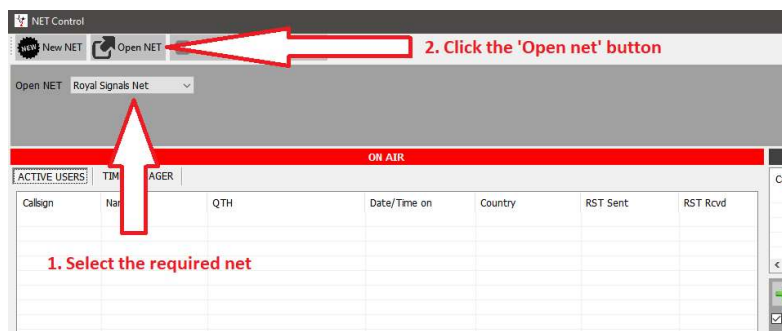 NET Control
New NET Open NET 2. Click the 'Open net' button
Open NET Royal Signals Net
ON AIR
ACTIVE USERS
Callsign QTH Date/Time on Country RST Sent RST Rcvd
1. Select the required net